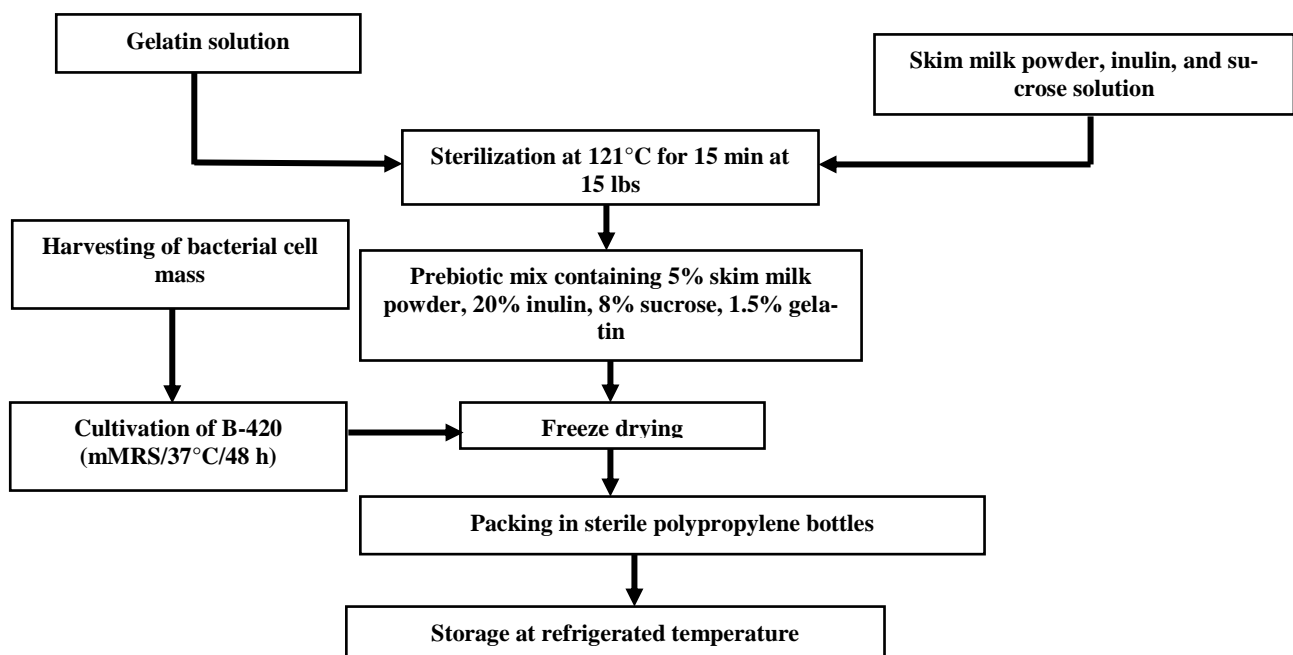 Gelatin solution
Skim milk powder, inulin, and su-
crose solution
Sterilization at 121°C for 15 min at
15 lbs
Harvesting of bacterial cell
mass
Prebiotic mix containing 5% skim milk
powder, 20% inulin, 8% sucrose, 1.5% gela-
tin
Cultivation of B-420
(mMRS/37°C/48 h)
Freeze drying
Packing in sterile polypropylene bottles
Storage at refrigerated temperature